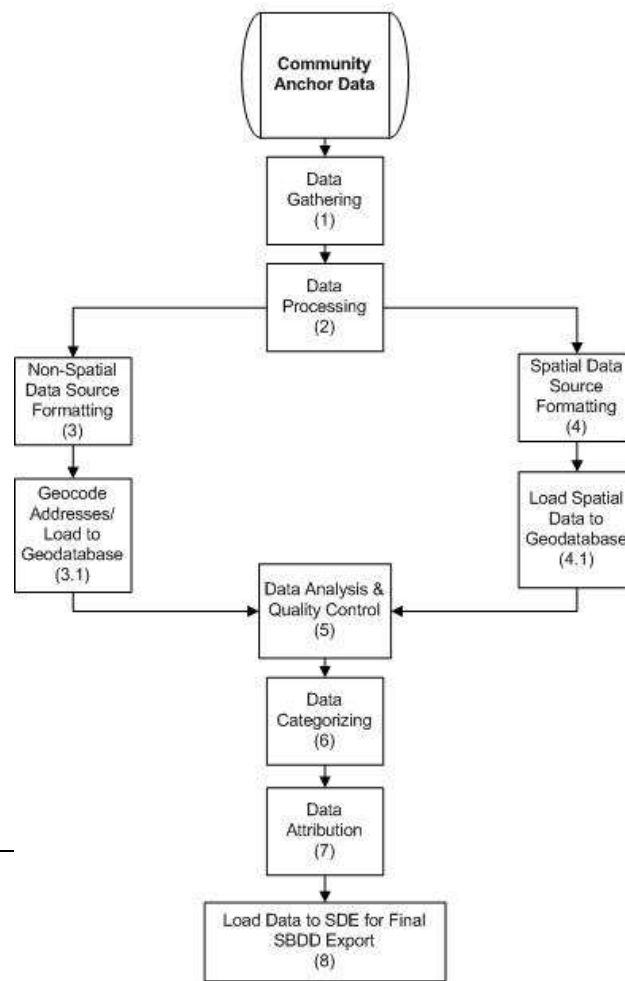 Community
Anchor Data
Data
Gathering
(1)
Data
Processing
(2)
Non-Spatial
Data Source
Formatting
(3)
Spatial Data
Source
Formatting
(4)
Geocode
Addresses/
Load to
Geodatabase
(3.1)
Load Spatial
Data to
Geodatabase
(4.1)
Data Analysis &
Quality Control
(5)
Data
Categorizing
(6)
Data
Attribution
(7)
Load Data to SDE for Final
SBDD Export
(8)